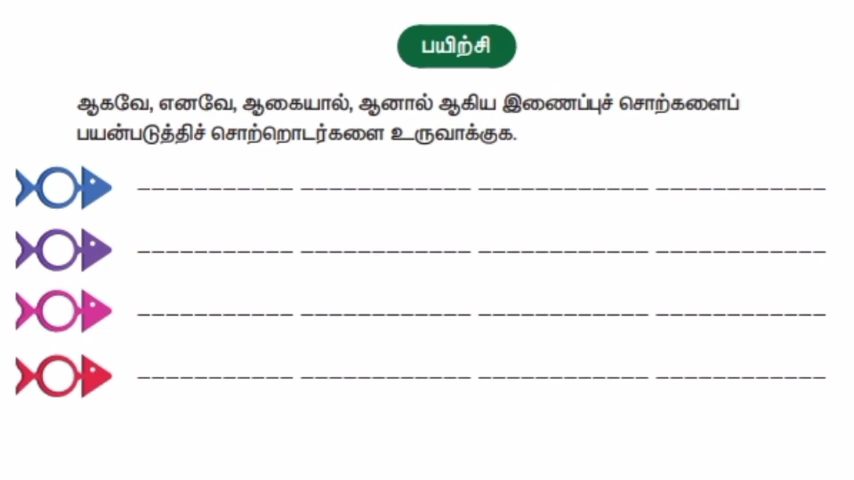 பயிற்சி
ஆகவே, எனவே, ஆகையால், ஆனால் ஆகிய இணைப்புச் சொற்களைப்
பயன்படுத்திச் சொற்றொடர்களை உருவாக்குக.